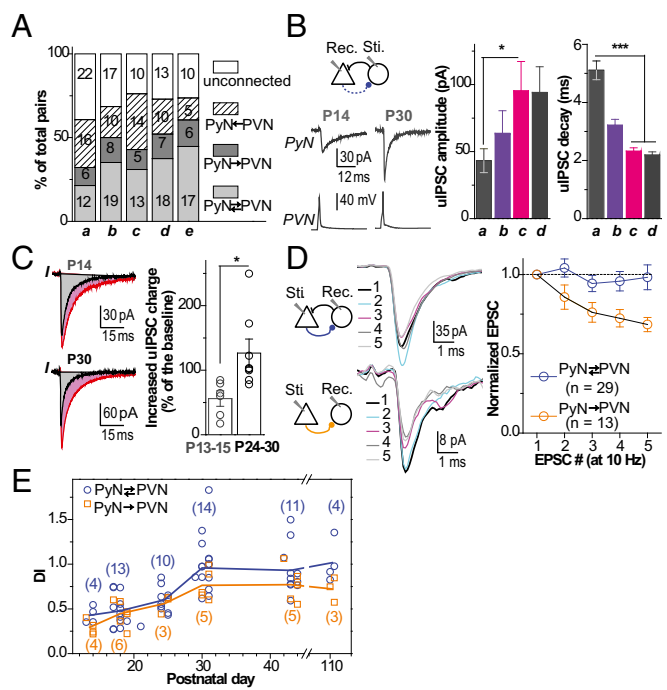 A
100
50
0
% of total pairs
22
17
10
13
10
16
10
14
10
5
6
8
5
7
6
12
19
13
18
17
a b c d e
unconnected
PyN←PVN
PyN→PVN
PyN⇄PVN
B
Rec. Sti.
P14 P30
PyN
30 pA
12 ms
40 mV
PVN
uIPSC amplitude (pA)
100
50
0
*
a b c d
uIPSC decay (ms)
6
4
2
0
***
a b c d
C
I
P14
30 pA
15 ms
I
P30
60 pA
15 ms
Increased uIPSC charge
(% of the baseline)
200
100
0
*
P13-15 P24-30
D
Sti Rec.
1
2
3
4
5
35 pA
1 ms
Sti Rec.
1
2
3
4
5
8 pA
1 ms
Normalized EPSC
1.0
0.5
0.0
PyN⇄PVN
(n = 29)
PyN→PVN
(n = 13)
1 2 3 4 5
EPSC # (at 10 Hz)
E
PyN⇄PVN
PyN→PVN
DI
1.5
1.0
0.5
0.0
(4)
(13)
(10)
(14)
(11)
(4)
(4)
(6)
(3)
(5)
(5)
(3)
20 30 40 110
Postnatal day